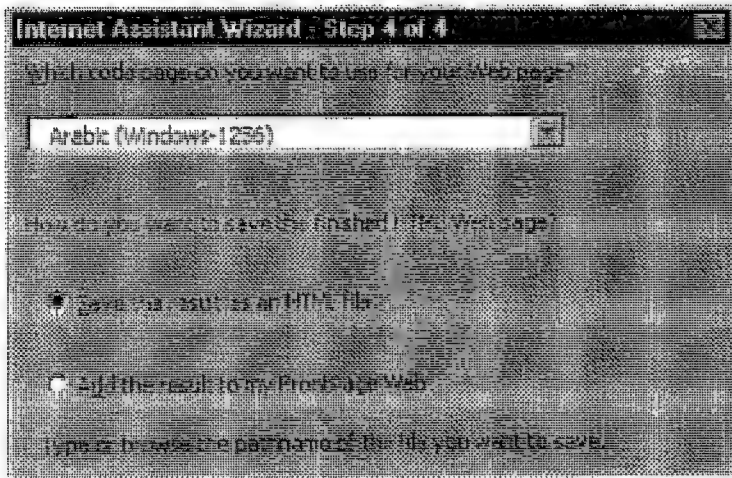 Internet Assistant Wizard - Step 4 of 4
Which code page do you want to use for your Web page?
Arabic (Windows-1256)
How do you want to save the finished HTML Web page?
Save the result as an HTML file
Add the result to my FrontPage Web
Type or browse the pathname of the file you want to save.